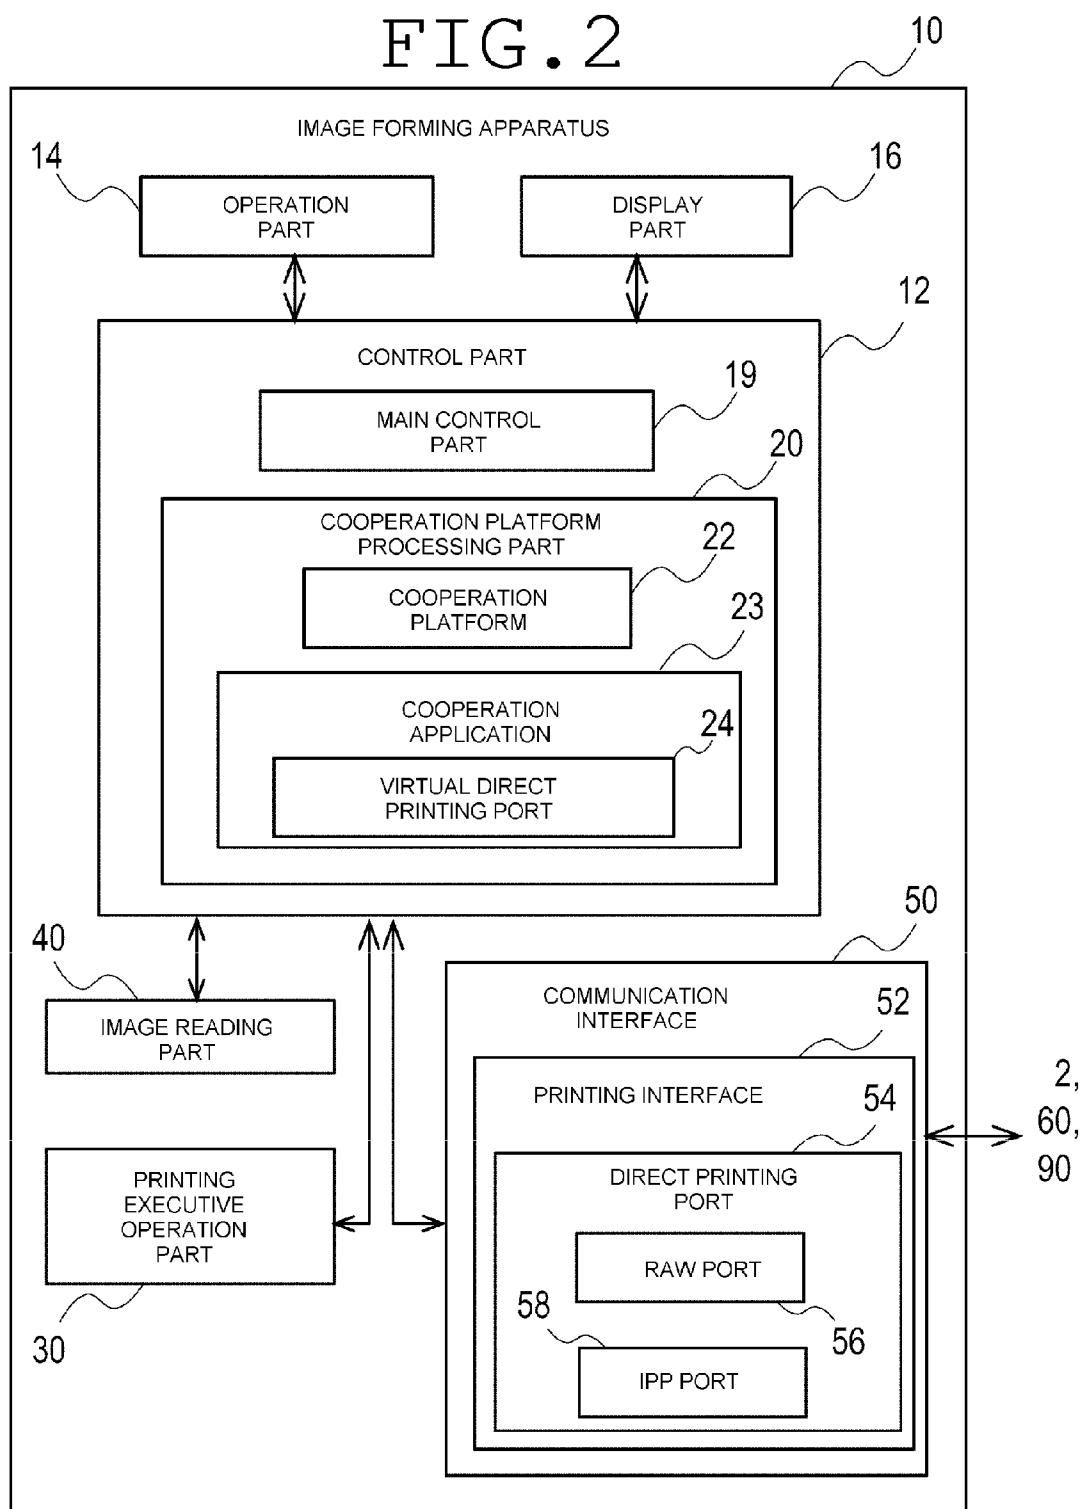 FIG.2
10
IMAGE FORMING APPARATUS
14
16
OPERATION
PART
DISPLAY
PART
12
CONTROL PART
19
MAIN CONTROL
PART
20
COOPERATION PLATFORM
PROCESSING PART
22
COOPERATION
PLATFORM
23
COOPERATION
APPLICATION
24
VIRTUAL DIRECT
PRINTING PORT
40
50
IMAGE READING
PART
COMMUNICATION
INTERFACE
52
PRINTING INTERFACE
2,
60,
90
54
DIRECT PRINTING
PORT
PRINTING
EXECUTIVE
OPERATION
PART
RAW PORT
58
56
30
IPP PORT